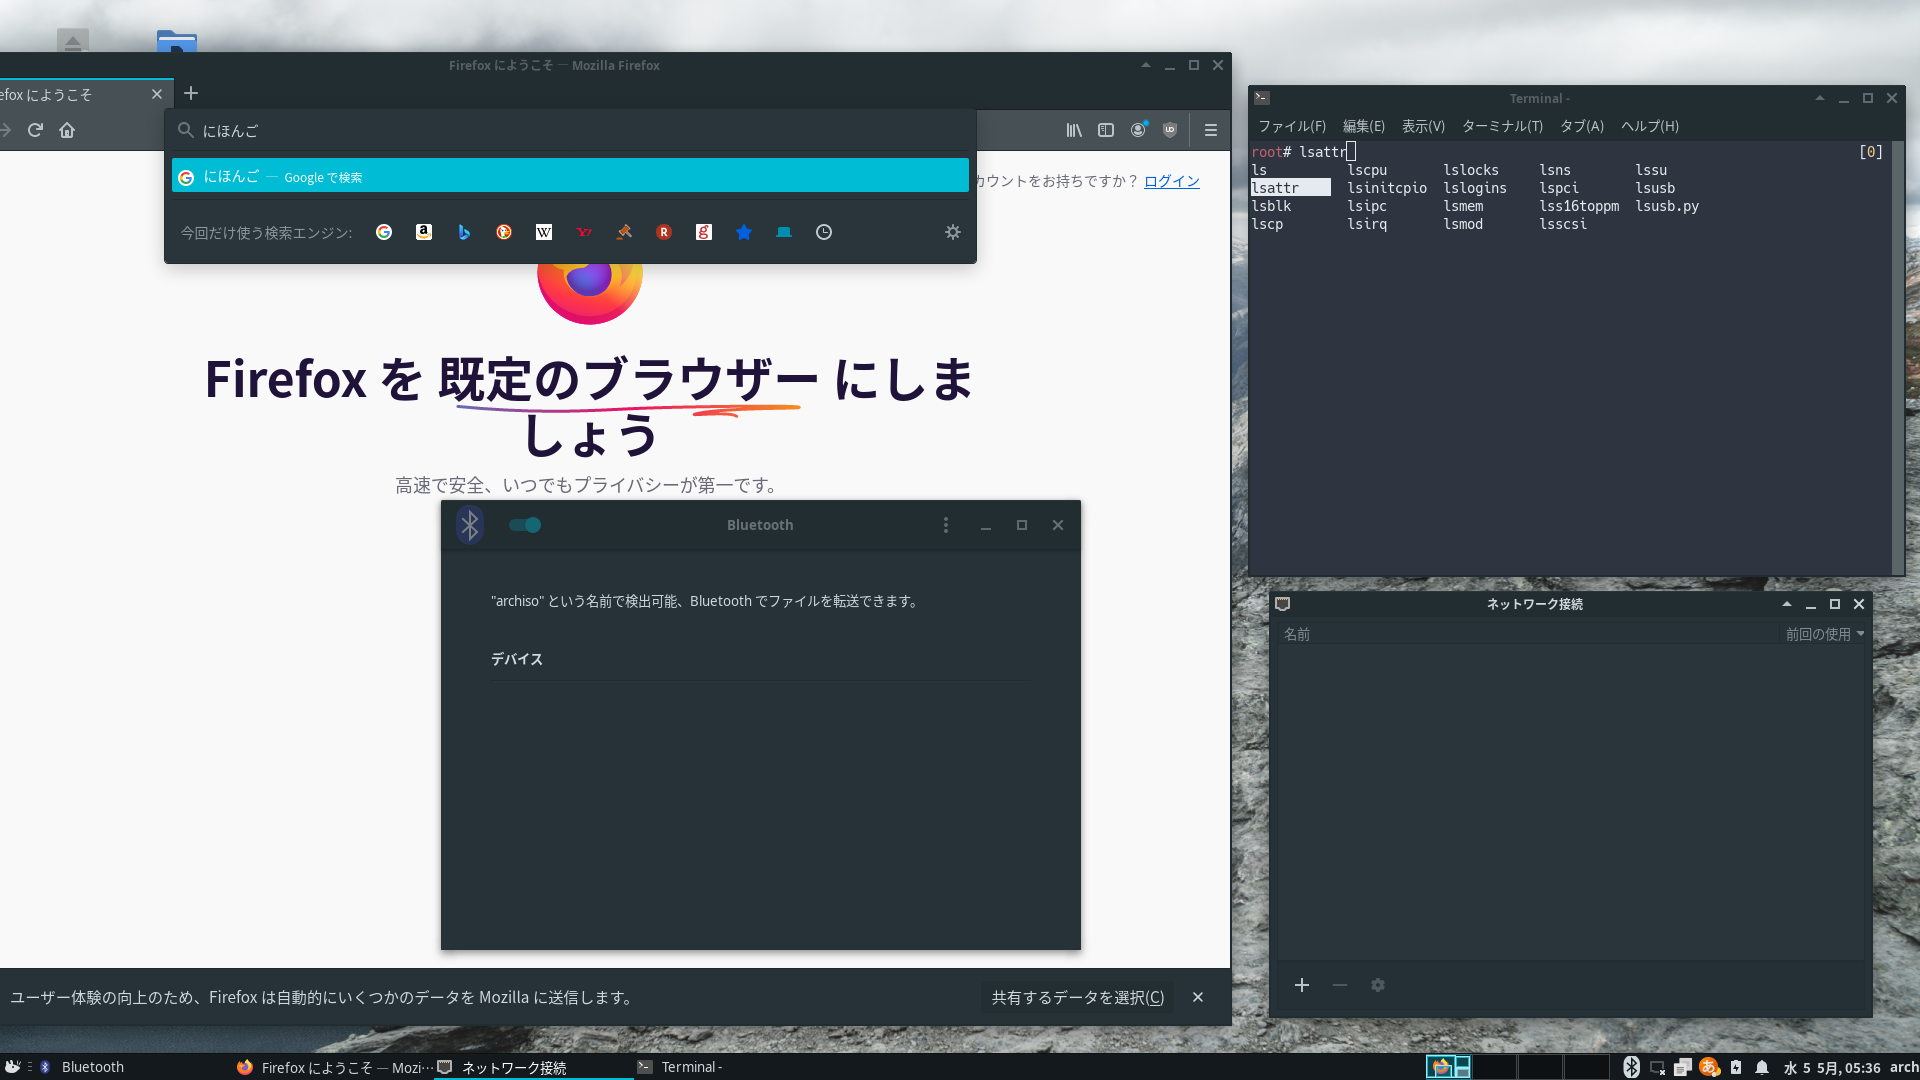 Firefox にようこそ — Mozilla Firefox
efox にようこそ
にほんご
にほんご — Google で検索
今回だけ使う検索エンジン:
カウントをお持ちですか？ ログイン
Firefox を 既定のブラウザー にしま
しょう
高速で安全、いつでもプライバシーが第一です。
Bluetooth
"archiso" という名前で検出可能、Bluetooth でファイルを転送できます。
デバイス
ユーザー体験の向上のため、Firefox は自動的にいくつかのデータを Mozilla に送信します。
共有するデータを選択(C)
Terminal -
ファイル(F) 編集(E) 表示(V) ターミナル(T) タブ(A) ヘルプ(H)
root# lsattr [0]
ls lscpu lslocks lsns lssu
lsattr lsinitcpio lslogins lspci lsusb
lsblk lsipc lsmem lss16toppm lsusb.py
lscp lsirq lsmod lsscsi
ネットワーク接続
名前 前回の使用
Bluetooth Firefox にようこそ — Mozi… ネットワーク接続 Terminal - あ 水 5 5月, 05:36 arch